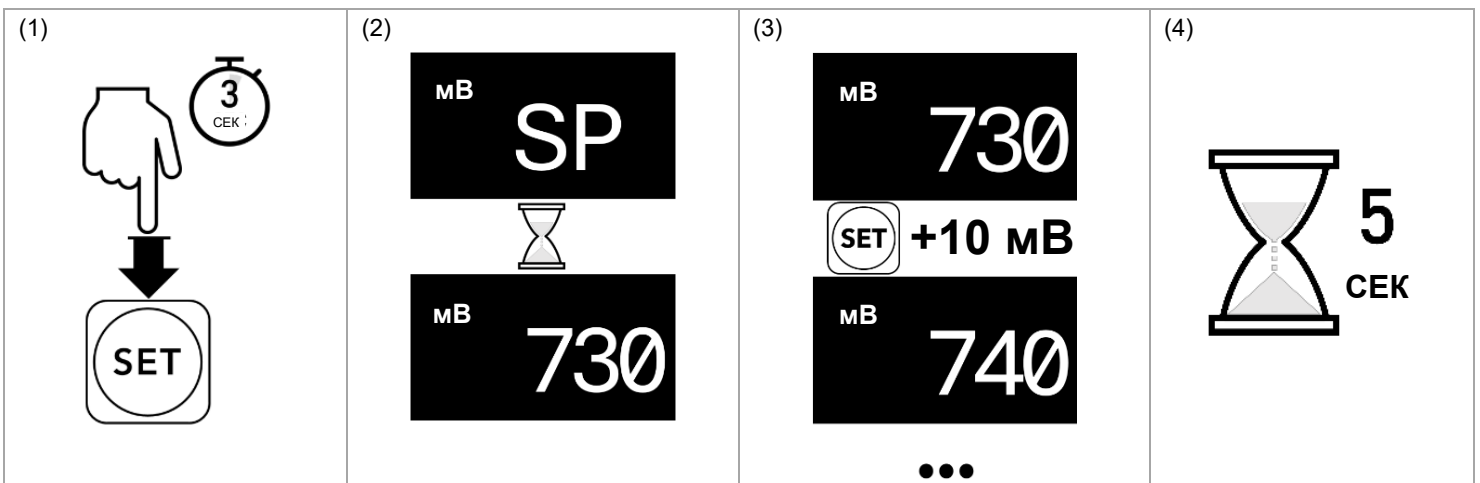 (1)
3
СЕК
SET
(2)
мВ
SP
мВ
730
(3)
мВ
730
SET +10 мВ
мВ
740
•••
(4)
5
СЕК